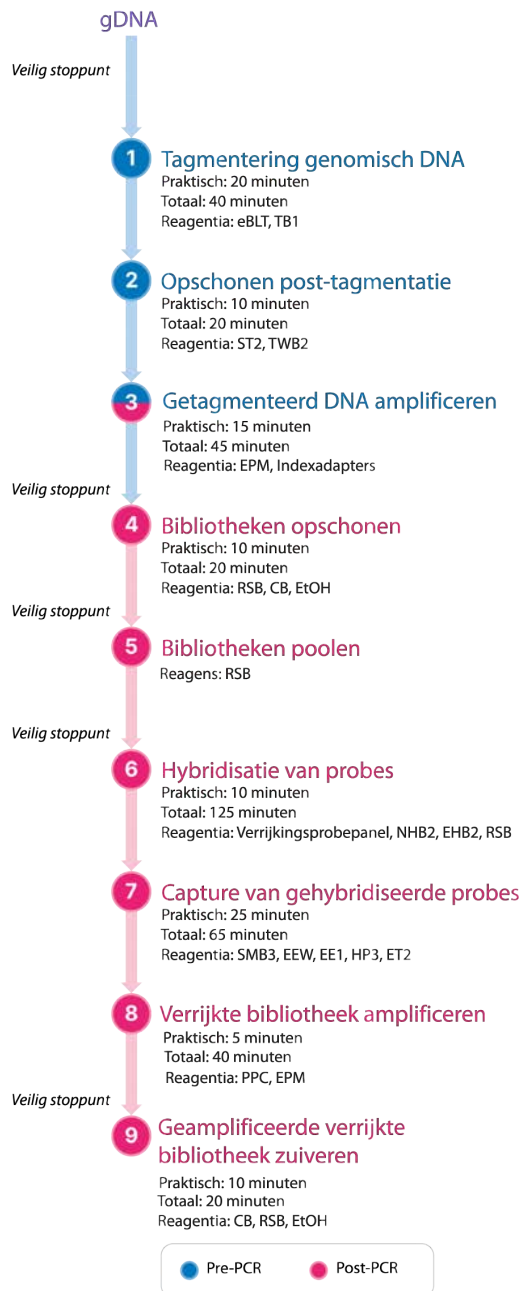 gDNA
Veilig stoppunt
1
Tagmentering genomisch DNA
Praktisch: 20 minuten
Totaal: 40 minuten
Reagentia: eBLT, TB1
2
Opschonen post-tagmentatie
Praktisch: 10 minuten
Totaal: 20 minuten
Reagentia: ST2, TWB2
3
Getagmenteerd DNA amplificeren
Praktisch: 15 minuten
Totaal: 45 minuten
Reagentia: EPM, Indexadapters
Veilig stoppunt
4
Bibliotheken opschonen
Praktisch: 10 minuten
Totaal: 20 minuten
Reagentia: RSB, CB, EtOH
Veilig stoppunt
5
Bibliotheken poolen
Reagens: RSB
Veilig stoppunt
6
Hybridisatie van probes
Praktisch: 10 minuten
Totaal: 125 minuten
Reagentia: Verrijkingsprobepanel, NHB2, EHB2, RSB
7
Capture van gehybridiseerde probes
Praktisch: 25 minuten
Totaal: 65 minuten
Reagentia: SMB3, EEW, EE1, HP3, ET2
8
Verrijkte bibliotheek amplificeren
Praktisch: 5 minuten
Totaal: 40 minuten
Reagentia: PPC, EPM
Veilig stoppunt
9
Geamplificeerde verrijkte
bibliotheek zuiveren
Praktisch: 10 minuten
Totaal: 20 minuten
Reagentia: CB, RSB, EtOH
Pre-PCR
Post-PCR